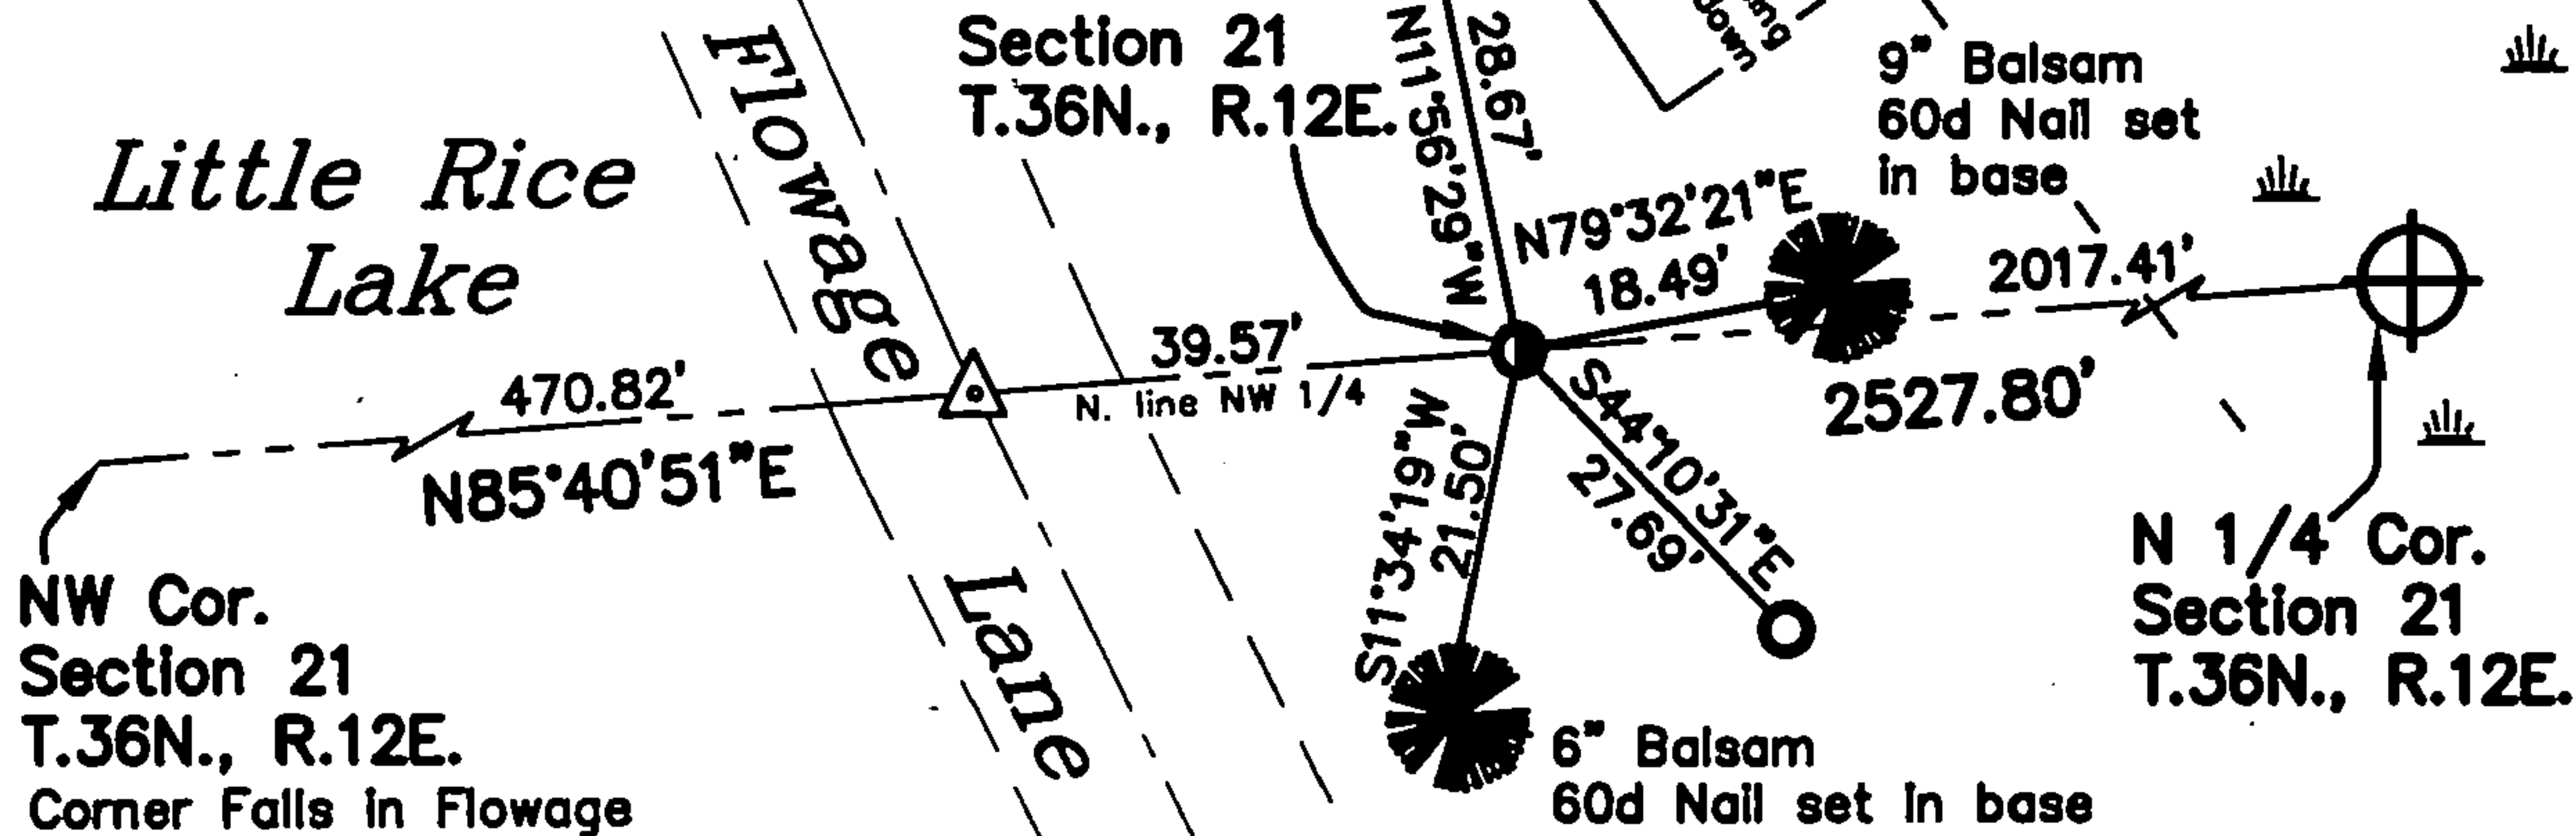 Little Rice
Lake
Flowage
Lane
Section 21
T.36N., R.12E.
N11°56'29"W
28.67'
9" Balsam
60d Nail set
in base
N79°32'21"E
18.49'
2017.41'
39.57'
N. line NW 1/4
470.82'
N85°40'51"E
2527.80'
S11°34'19"W
21.50'
S44°10'31"E
27.69'
NW Cor.
Section 21
T.36N., R.12E.
Corner Falls in Flowage
6" Balsam
60d Nail set in base
N 1/4 Cor.
Section 21
T.36N., R.12E.